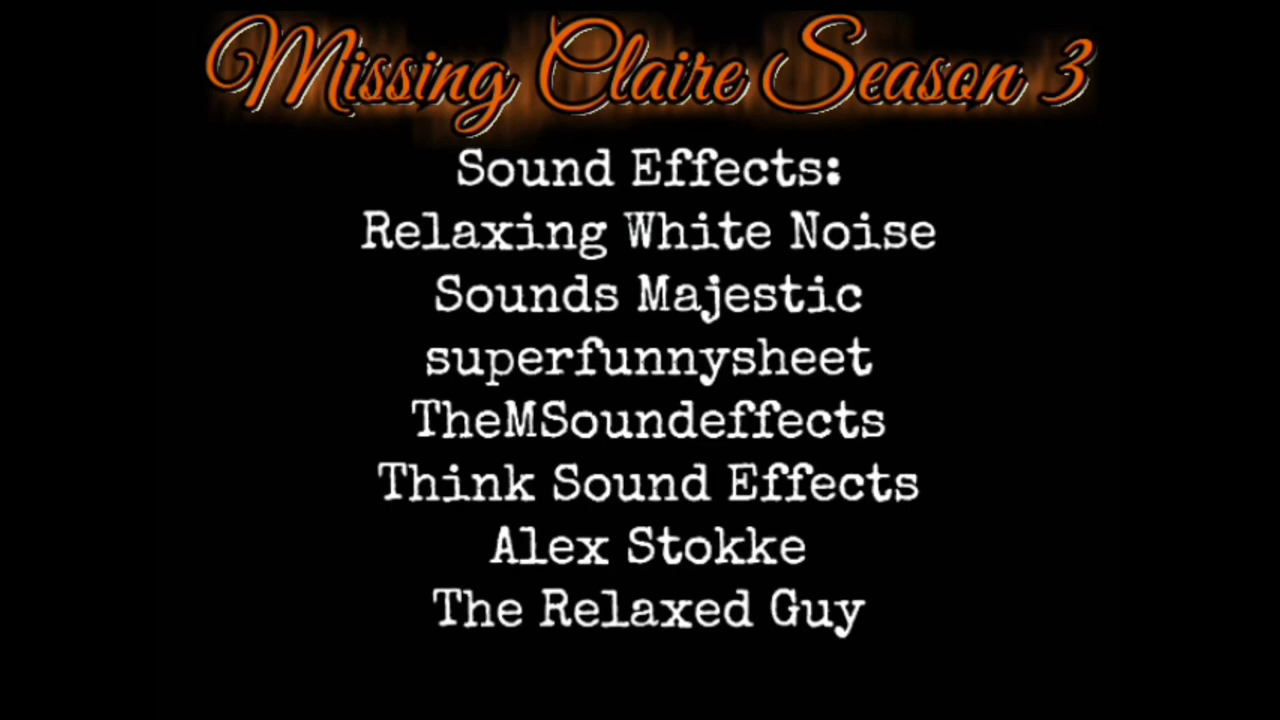 Missing Claire Season 3
Sound Effects:
Relaxing White Noise
Sounds Majestic
superfunnysheet
TheMSoundeffects
Think Sound Effects
Alex Stokke
The Relaxed Guy